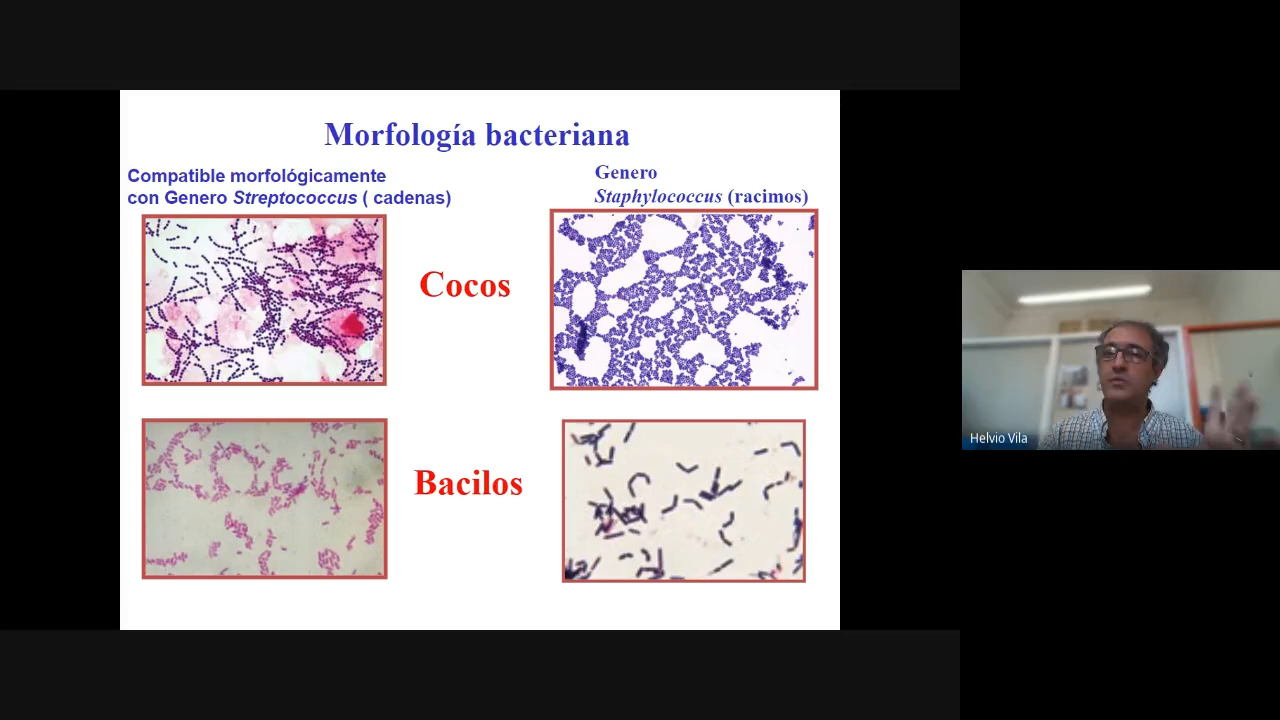 Morfología bacteriana
Compatible morfológicamente
con Genero Streptococcus ( cadenas)
Genero
Staphylococcus (racimos)
Cocos
Bacilos
Helvio Vila